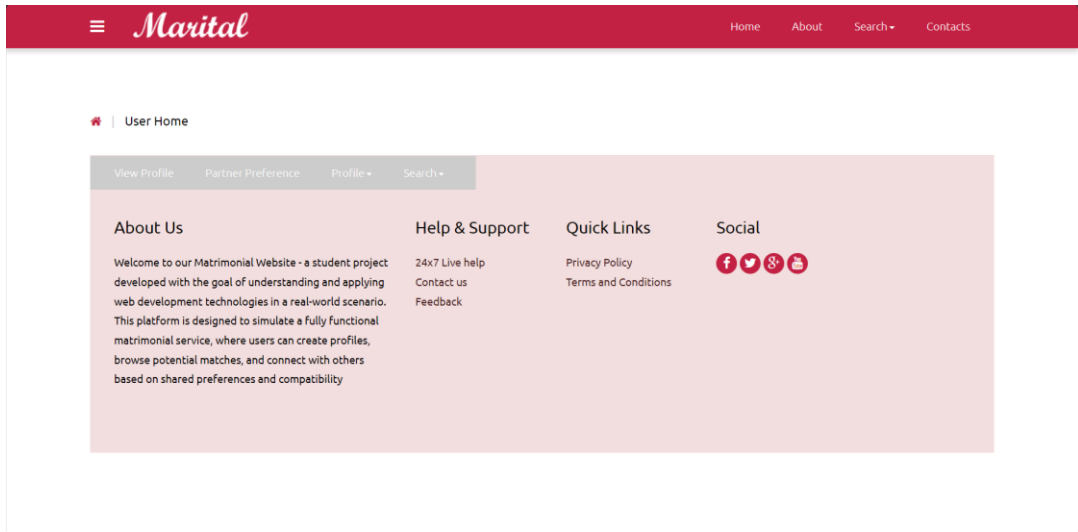 Marital
Home About Search Contacts
User Home
View Profile Partner Preference Profile Search
About Us
Welcome to our Matrimonial Website - a student project
developed with the goal of understanding and applying
web development technologies in a real-world scenario.
This platform is designed to simulate a fully functional
matrimonial service, where users can create profiles,
browse potential matches, and connect with others
based on shared preferences and compatibility
Help & Support
24x7 Live help
Contact us
Feedback
Quick Links
Privacy Policy
Terms and Conditions
Social